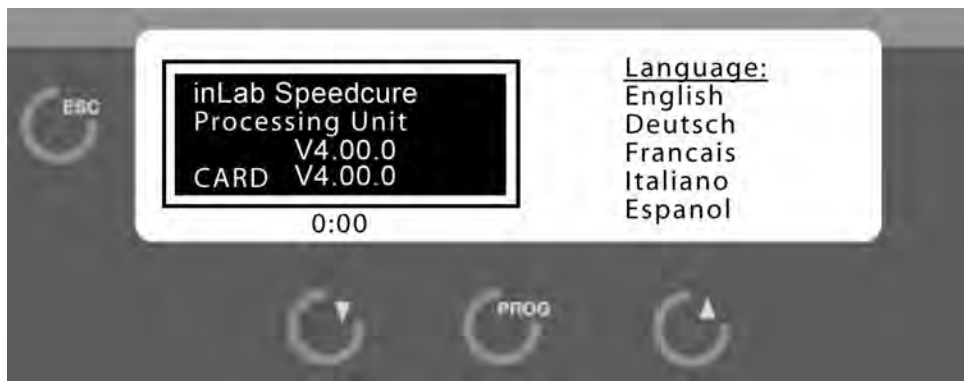 ESC
inLab Speedcure
Processing Unit
V4.00.0
CARD V4.00.0
0:00
Language:
English
Deutsch
Francais
Italiano
Espanol
PROG